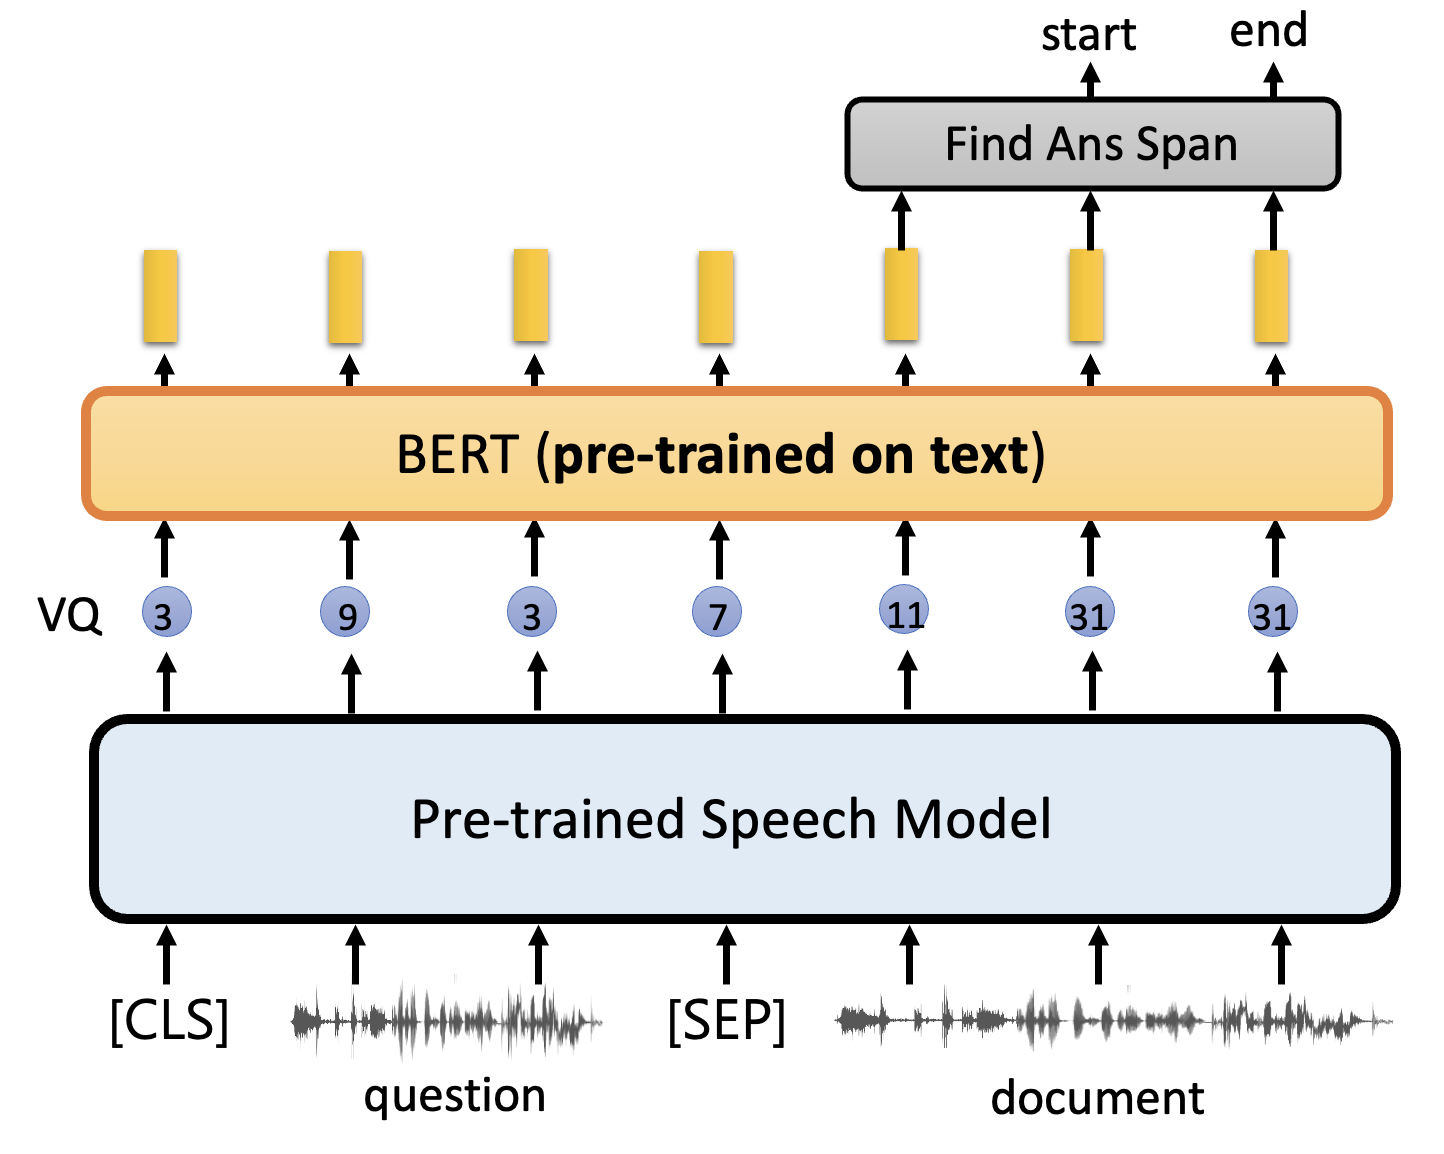 start end
Find Ans Span
BERT (pre-trained on text)
VQ 3 9 3 7 11 31 31
Pre-trained Speech Model
[CLS] [SEP]
question document